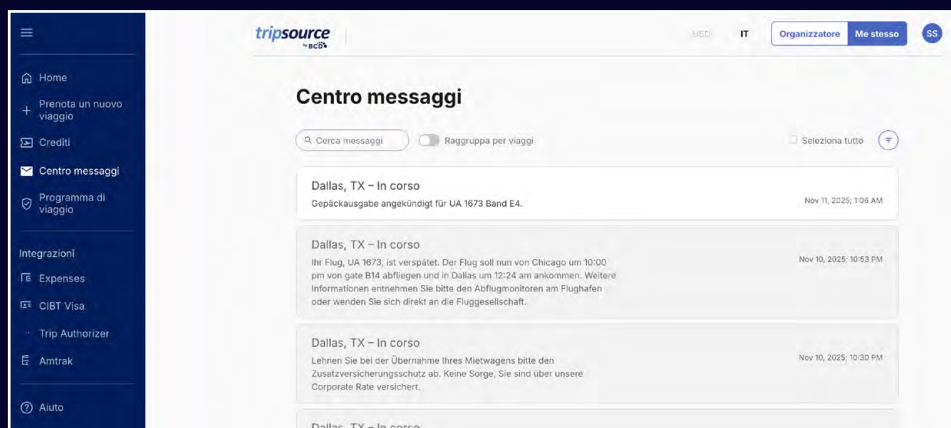 tripsource
by BCD
IT
Organizzatore
Me stesso
SS
Home
Prenota un nuovo
viaggio
Crediti
Centro messaggi
Programma di
viaggio
Integrazioni
Expenses
CIBT Visa
Trip Authorizer
Amtrak
Aiuto
Centro messaggi
Cerca messaggi
Raggruppa per viaggi
Seleziona tutto
Dallas, TX – In corso
Gepäckausgabe angekündigt für UA 1673 Band E4.
Nov 11, 2025; 1:06 AM
Dallas, TX – In corso
Ihr Flug, UA 1673, ist verspätet. Der Flug soll nun von Chicago um 10:00
pm von gate B14 abfliegen und in Dallas um 12:24 am ankommen. Weitere
Informationen entnehmen Sie bitte den Abflugmonitoren am Flughafen
oder wenden Sie sich direkt an die Fluggesellschaft.
Nov 10, 2025; 10:53 PM
Dallas, TX – In corso
Lehnen Sie bei der Übernahme Ihres Mietwagens bitte den
Zusatzversicherungsschutz ab. Keine Sorge, Sie sind über unsere
Corporate Rate versichert.
Nov 10, 2025; 10:30 PM
Dallas, TX – In corso